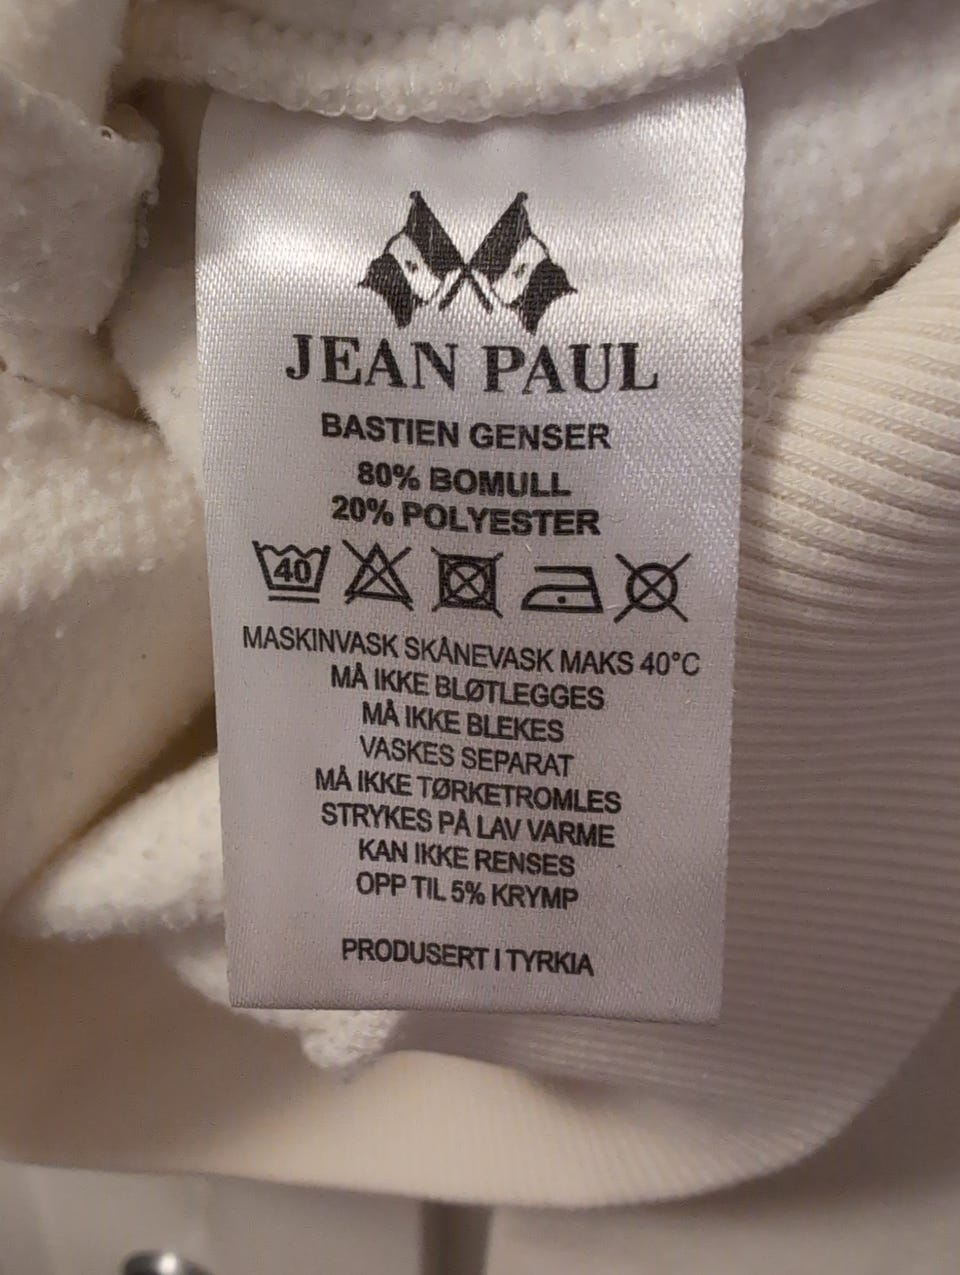 JEAN PAUL
BASTIEN GENSER
80% BOMULL
20% POLYESTER
40
MASKINVASK SKÅNEVASK MAKS 40°C
MÅ IKKE BLØTLEGGES
MÅ IKKE BLEKES
VASKES SEPARAT
MÅ IKKE TØRKETROMLES
STRYKES PÅ LAV VARME
KAN IKKE RENSES
OPP TIL 5% KRYMP
PRODUSERT I TYRKIA